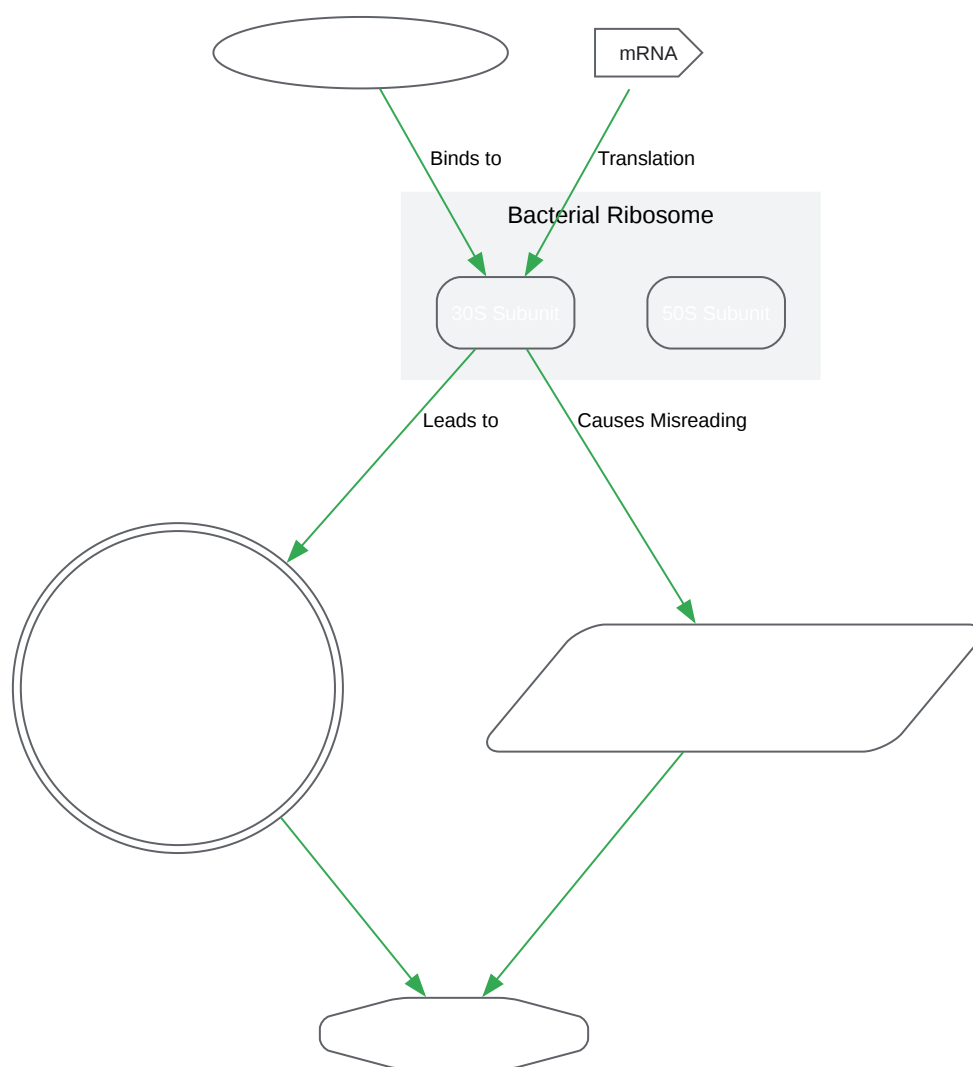 mRNA
Binds to
Translation
Bacterial Ribosome
30S Subunit
50S Subunit
Leads to
Causes Misreading